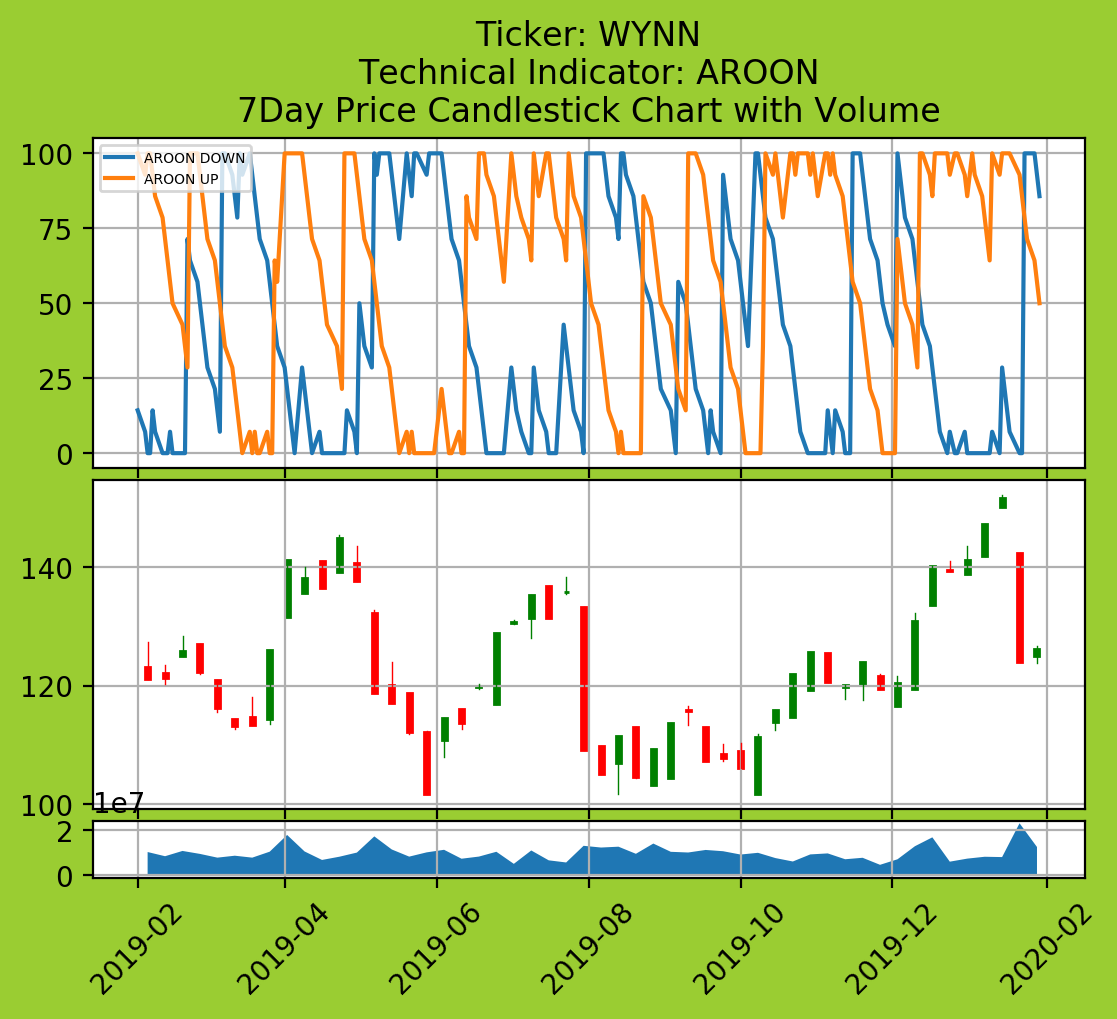 Ticker: WYNN
Technical Indicator: AROON
7Day Price Candlestick Chart with Volume
100
75
50
25
0
AROON DOWN
AROON UP
140
120
100
1e7
2
0
2019-02
2019-04
2019-06
2019-08
2019-10
2019-12
2020-02